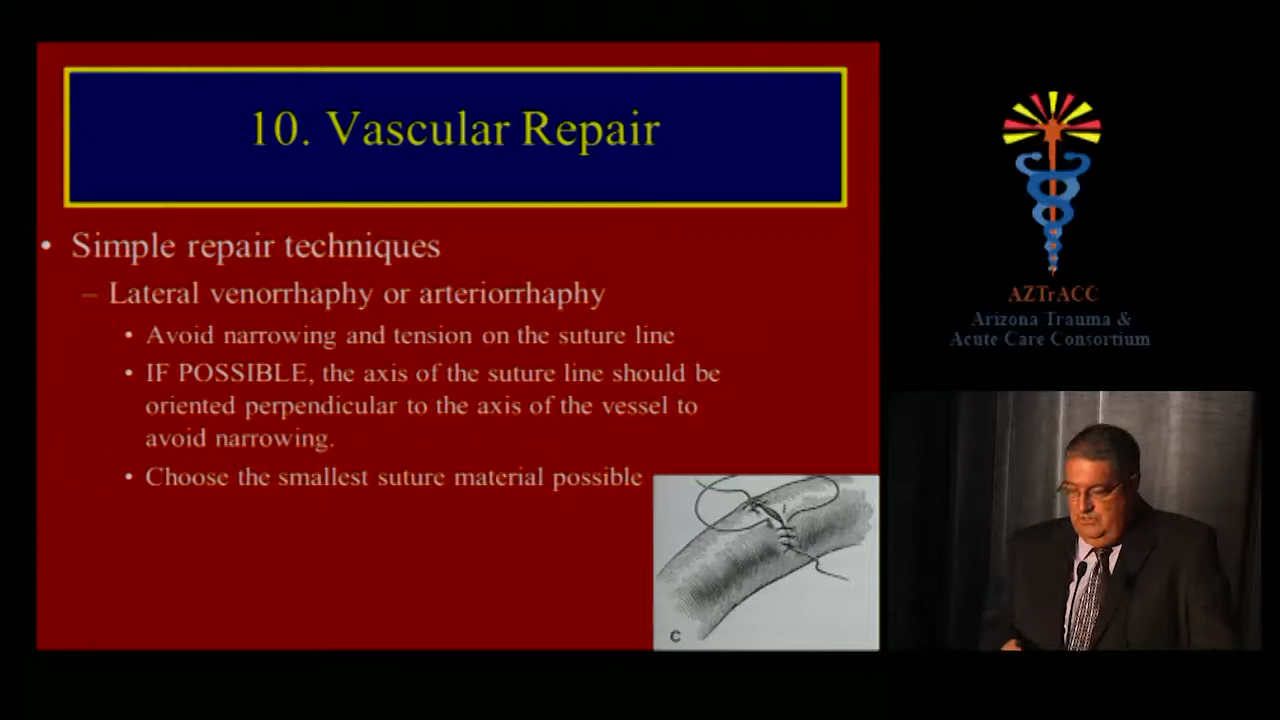 10. Vascular Repair
• Simple repair techniques
– Lateral venorrhaphy or arteriorrhaphy
• Avoid narrowing and tension on the suture line
• IF POSSIBLE, the axis of the suture line should be
oriented perpendicular to the axis of the vessel to
avoid narrowing.
• Choose the smallest suture material possible
C
AZTrACC
Arizona Trauma &
Acute Care Consortium